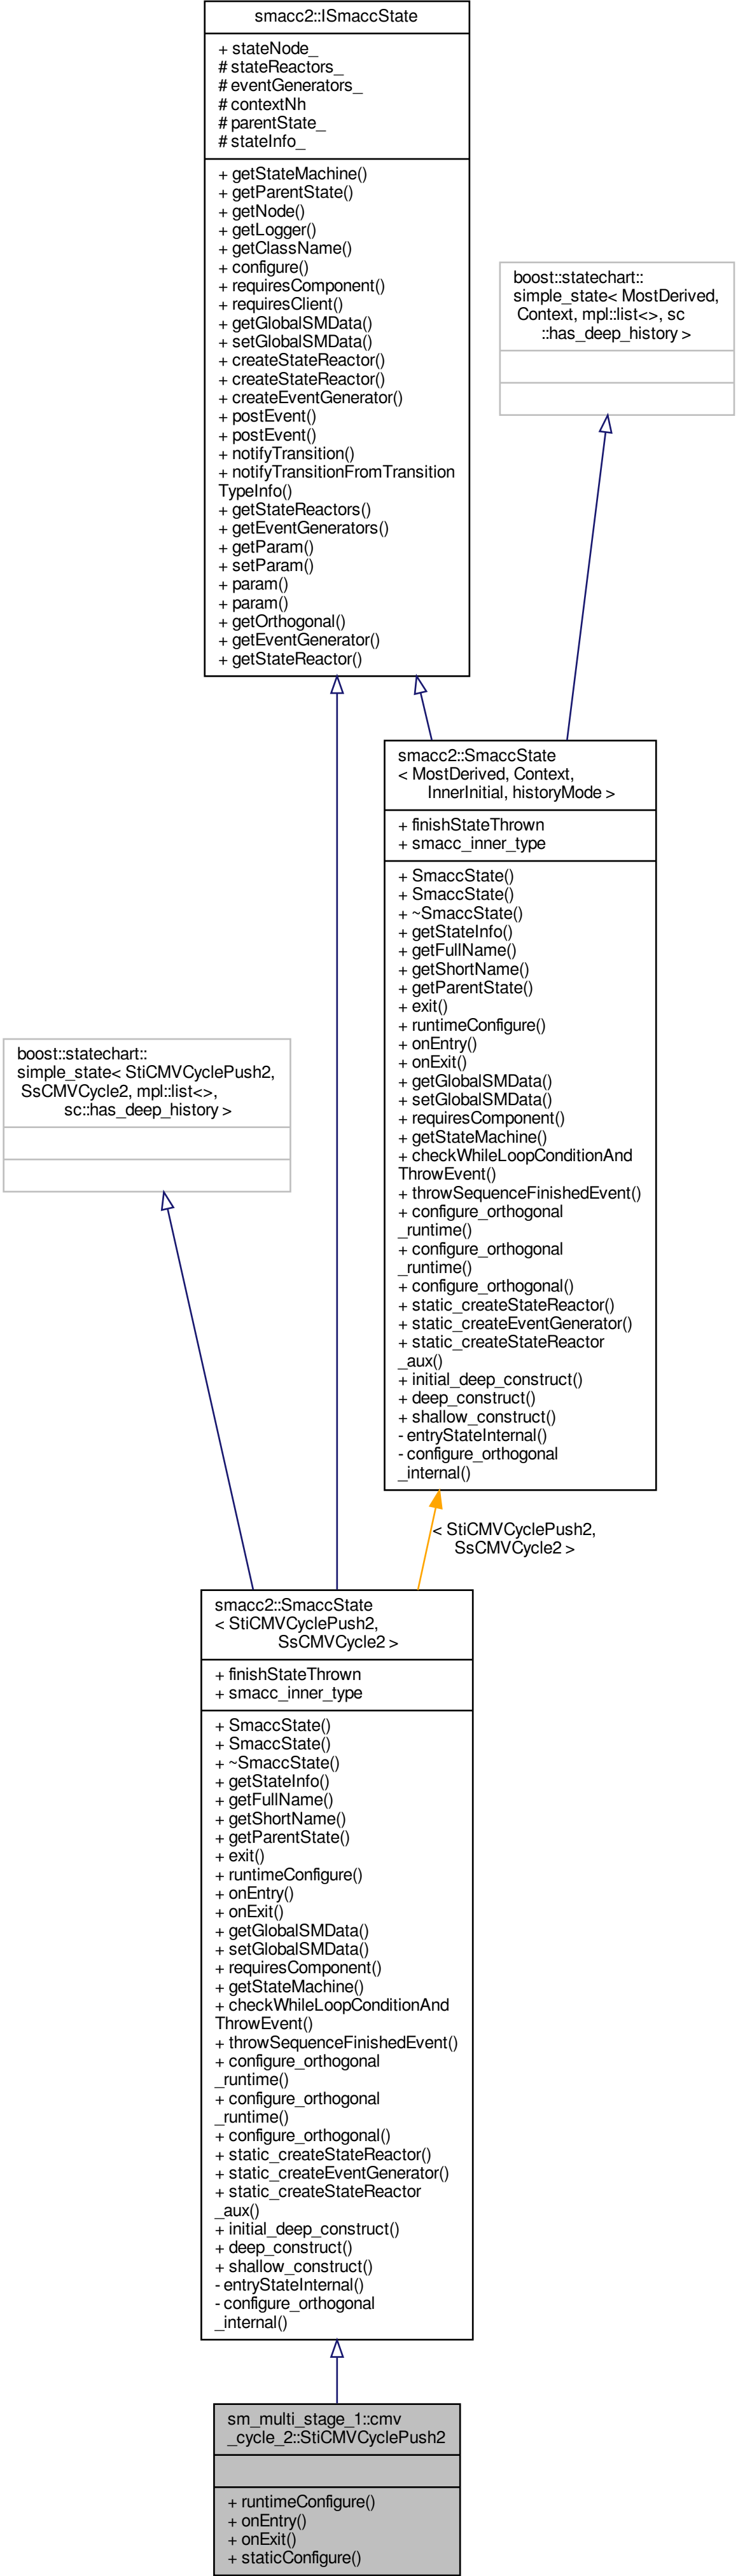 smacc2::ISmaccState
+ stateNode_
# stateReactors_
# eventGenerators_
# contextNh
# parentState_
# stateInfo_
+ getStateMachine()
+ getParentState()
+ getNode()
+ getLogger()
+ getClassName()
+ configure()
+ requiresComponent()
+ requiresClient()
+ getGlobalSMData()
+ setGlobalSMData()
+ createStateReactor()
+ createStateReactor()
+ createEventGenerator()
+ postEvent()
+ postEvent()
+ notifyTransition()
+ notifyTransitionFromTransition
TypeInfo()
+ getStateReactors()
+ getEventGenerators()
+ getParam()
+ setParam()
+ param()
+ param()
+ getOrthogonal()
+ getEventGenerator()
+ getStateReactor()
boost::statechart::
simple_state< MostDerived,
Context, mpl::list<>, sc
::has_deep_history >
smacc2::SmaccState
< MostDerived, Context,
InnerInitial, historyMode >
+ finishStateThrown
+ smacc_inner_type
+ SmaccState()
+ SmaccState()
+ ~SmaccState()
+ getStateInfo()
+ getFullName()
+ getShortName()
+ getParentState()
+ exit()
+ runtimeConfigure()
+ onEntry()
+ onExit()
+ getGlobalSMData()
+ setGlobalSMData()
+ requiresComponent()
+ getStateMachine()
+ checkWhileLoopConditionAnd
ThrowEvent()
+ throwSequenceFinishedEvent()
+ configure_orthogonal
_runtime()
+ configure_orthogonal
_runtime()
+ configure_orthogonal()
+ static_createStateReactor()
+ static_createEventGenerator()
+ static_createStateReactor
_aux()
+ initial_deep_construct()
+ deep_construct()
+ shallow_construct()
- entryStateInternal()
- configure_orthogonal
_internal()
boost::statechart::
simple_state< StiCMVCyclePush2,
SsCMVCycle2, mpl::list<>,
sc::has_deep_history >
< StiCMVCyclePush2,
SsCMVCycle2 >
smacc2::SmaccState
< StiCMVCyclePush2,
SsCMVCycle2 >
+ finishStateThrown
+ smacc_inner_type
+ SmaccState()
+ SmaccState()
+ ~SmaccState()
+ getStateInfo()
+ getFullName()
+ getShortName()
+ getParentState()
+ exit()
+ runtimeConfigure()
+ onEntry()
+ onExit()
+ getGlobalSMData()
+ setGlobalSMData()
+ requiresComponent()
+ getStateMachine()
+ checkWhileLoopConditionAnd
ThrowEvent()
+ throwSequenceFinishedEvent()
+ configure_orthogonal
_runtime()
+ configure_orthogonal
_runtime()
+ configure_orthogonal()
+ static_createStateReactor()
+ static_createEventGenerator()
+ static_createStateReactor
_aux()
+ initial_deep_construct()
+ deep_construct()
+ shallow_construct()
- entryStateInternal()
- configure_orthogonal
_internal()
sm_multi_stage_1::cmv
_cycle_2::StiCMVCyclePush2
+ runtimeConfigure()
+ onEntry()
+ onExit()
+ staticConfigure()